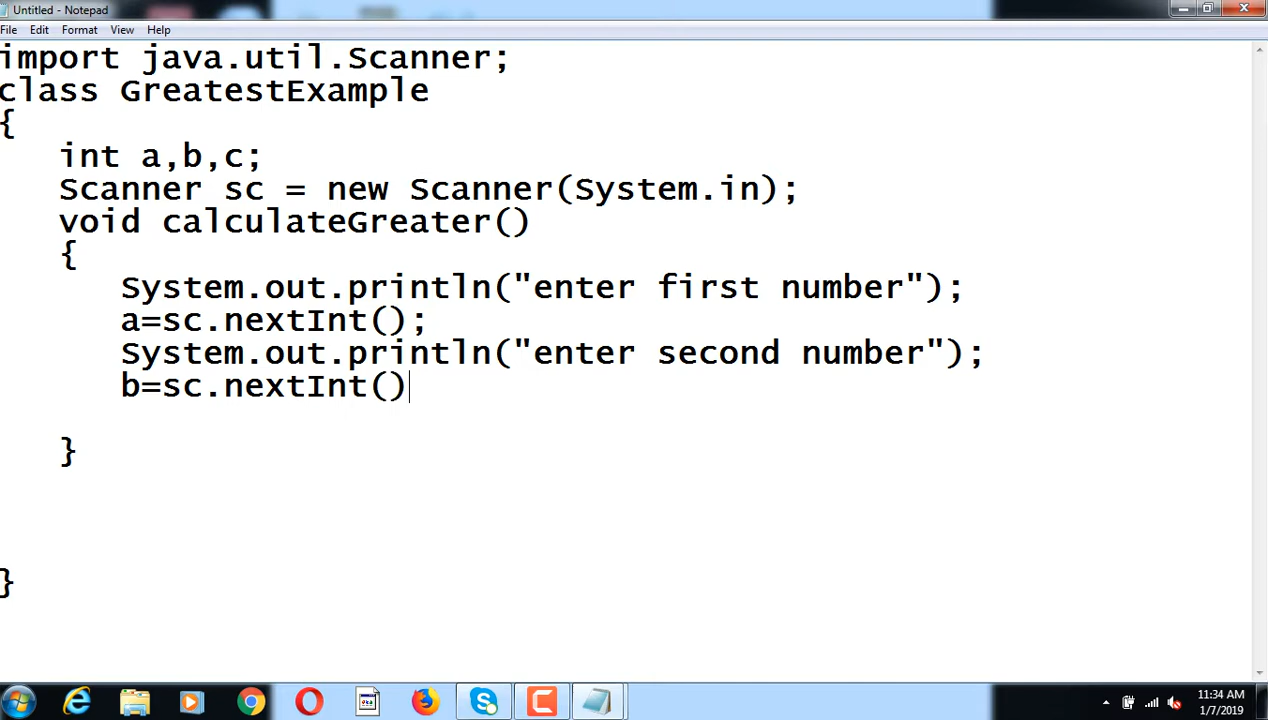 Untitled - Notepad
File Edit Format View Help
import java.util.Scanner;
class GreatestExample
{
int a,b,c;
Scanner sc = new Scanner(System.in);
void calculateGreater()
{
System.out.println("enter first number");
a=sc.nextInt();
System.out.println("enter second number");
b=sc.nextInt()
}
}
11:34 AM
1/7/2019